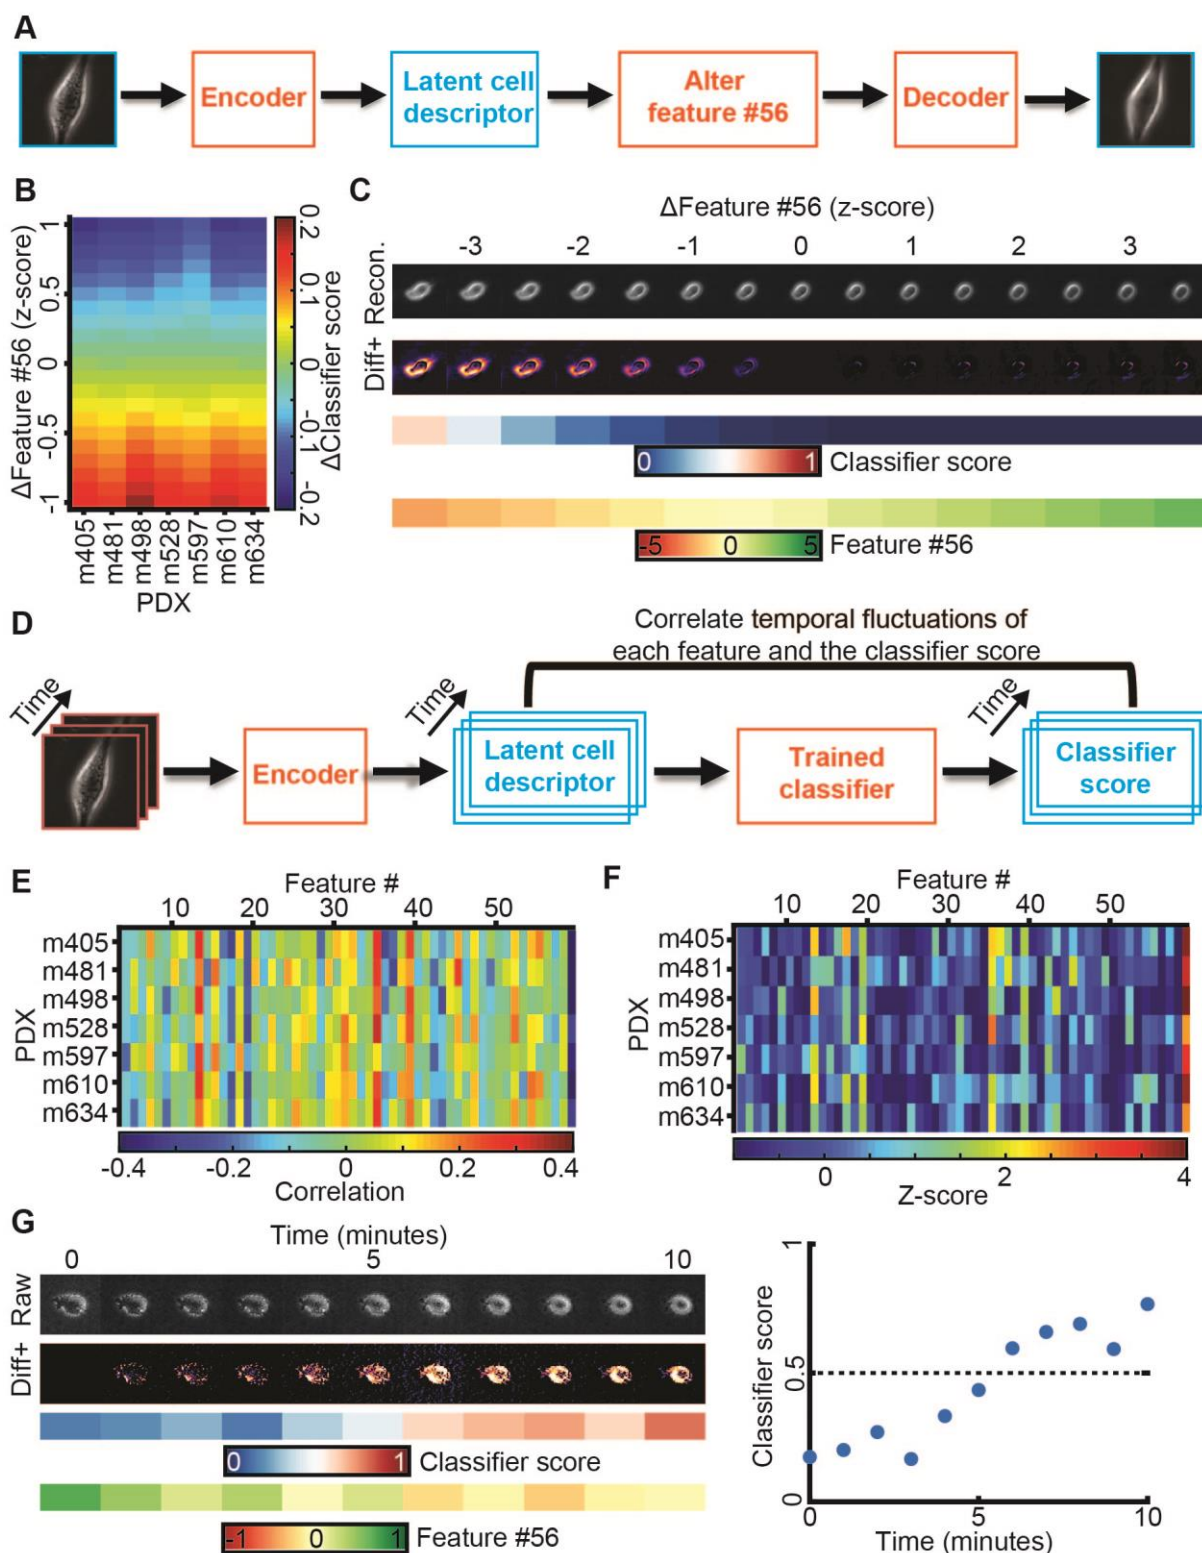 A
Encoder
Latent cell
descriptor
Alter
feature #56
Decoder
B
ΔFeature #56 (z-score)
1
0.5
0
-0.5
-1
0.2
0.1
0
-0.1
-0.2
ΔClassifier score
m405
m481
m498
m528
m597
m610
m634
PDX
C
ΔFeature #56 (z-score)
-3 -2 -1 0 1 2 3
Recon.
Diff+
0 1 Classifier score
-5 0 5 Feature #56
D
Correlate temporal fluctuations of
each feature and the classifier score
Time
Encoder
Time
Latent cell
descriptor
Trained
classifier
Time
Classifier
score
E
Feature #
10 20 30 40 50
PDX
m405
m481
m498
m528
m597
m610
m634
-0.4 -0.2 0 0.2 0.4
Correlation
F
Feature #
10 20 30 40 50
PDX
m405
m481
m498
m528
m597
m610
m634
0 2 4
Z-score
G
Time (minutes)
0 5 10
Raw
Diff+
0 1 Classifier score
-1 0 1 Feature #56
Classifier score
1
0.5
0
0 5 10
Time (minutes)